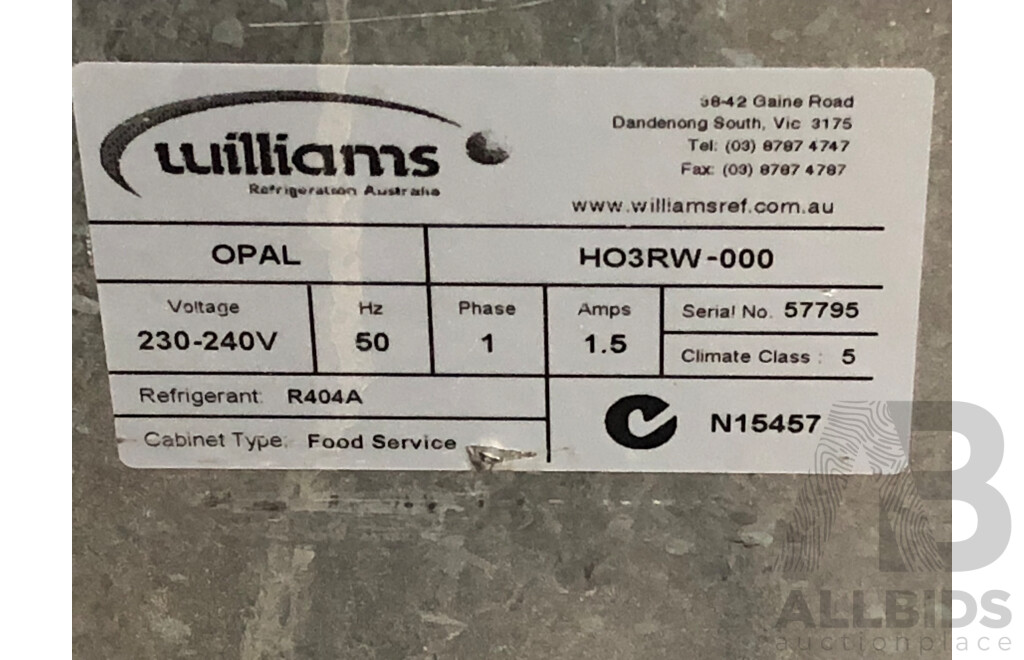 williams
Refrigeration Australia
38-42 Gaine Road
Dandenong South, Vic 3175
Tel: (03) 8787 4747
Fax: (03) 8787 4787
www.williamsref.com.au
OPAL HO3RW-000
Voltage Hz Phase Amps Serial No. 57795
230-240V 50 1 1.5 Climate Class : 5
Refrigerant: R404A
N15457
Cabinet Type: Food Service
AB
ALLBIDS
auctionplace